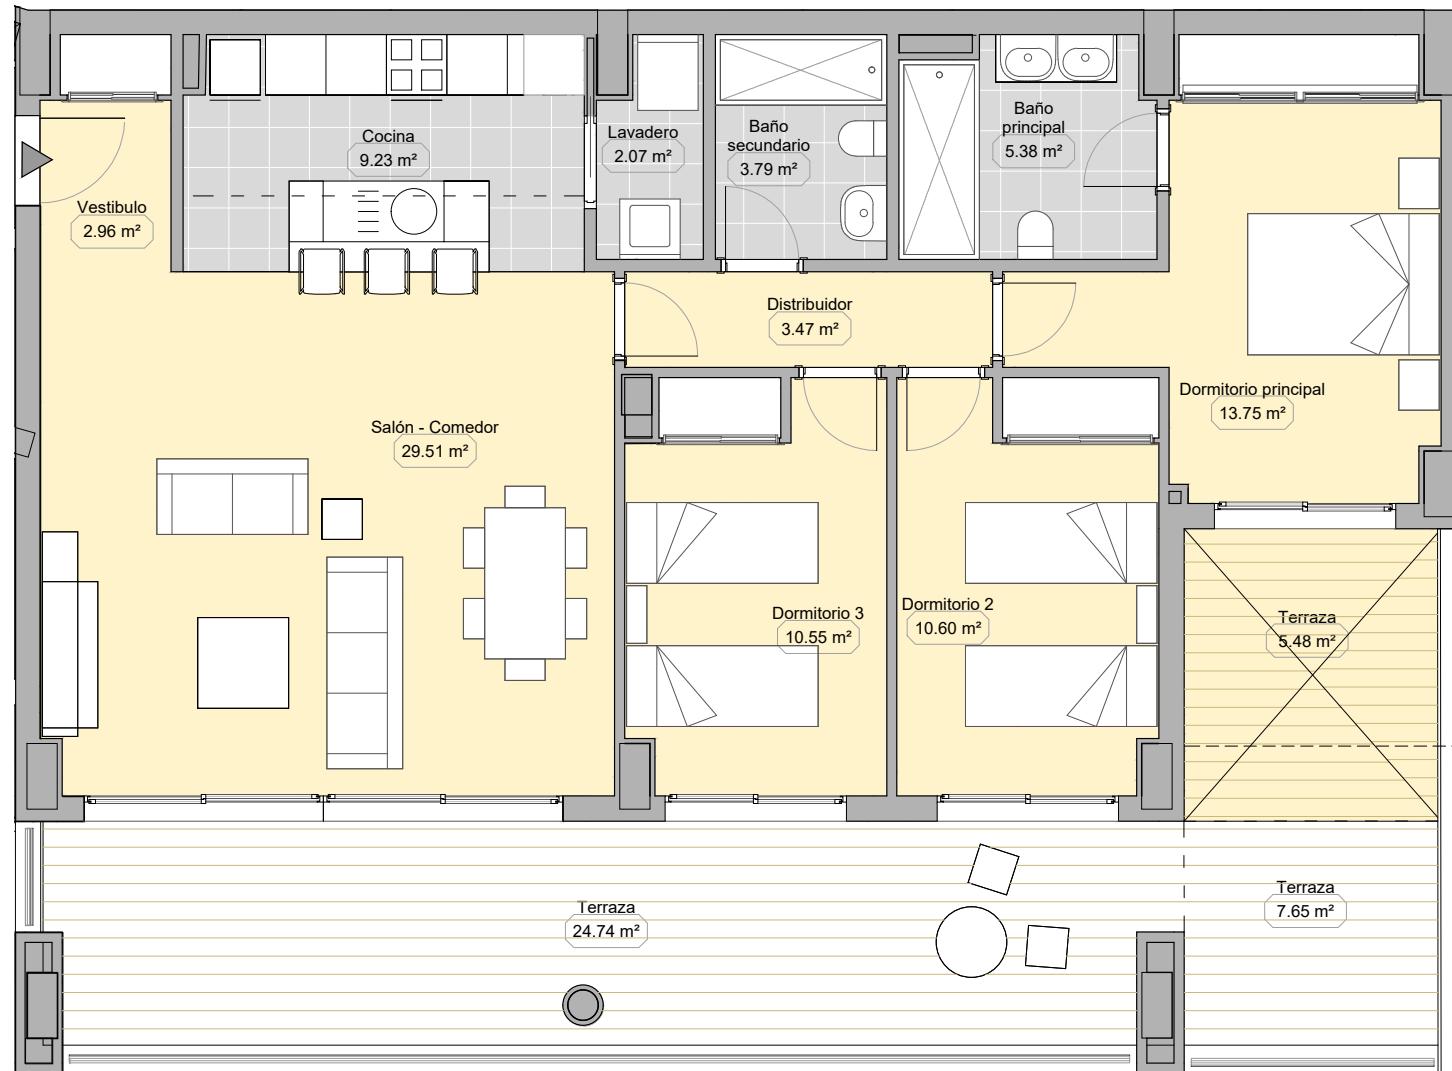 Cocina
9.23 m²
Lavadero
2.07 m²
Baño
secundario
3.79 m²
Baño
principal
5.38 m²
Vestibulo
2.96 m²
Distribuidor
3.47 m²
Dormitorio principal
13.75 m²
Salón - Comedor
29.51 m²
Dormitorio 3
10.55 m²
Dormitorio 2
10.60 m²
Terraza
5.48 m²
Terraza
24.74 m²
Terraza
7.65 m²